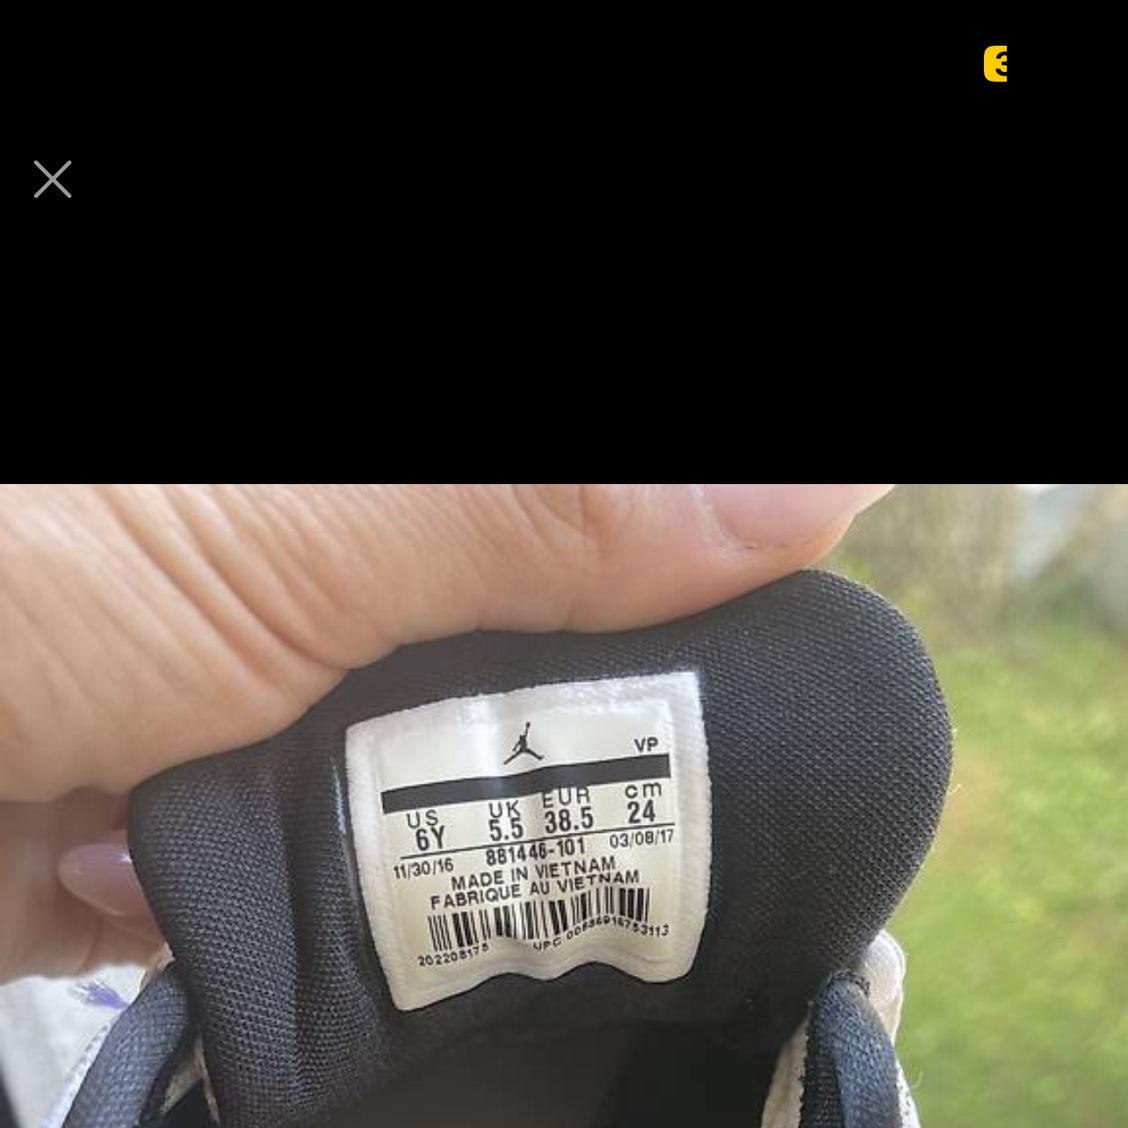 VP
US UK EUR cm
6Y 5.5 38.5 24
11/30/16 881446-101 03/08/17
MADE IN VIETNAM
FABRIQUE AU VIETNAM
UPC